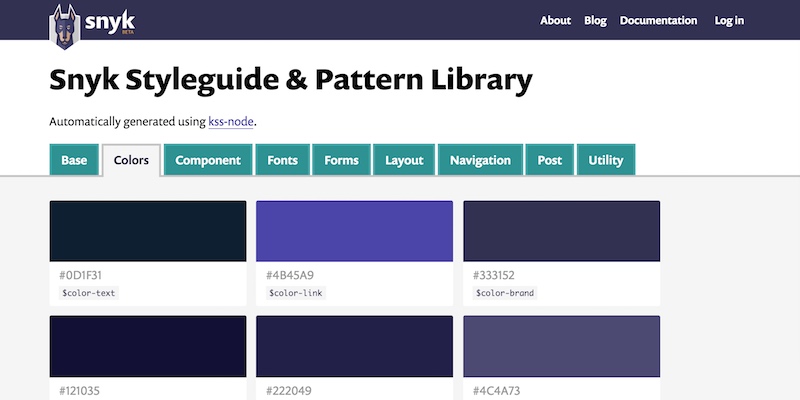 snyk
BETA
About Blog Documentation Log in
Snyk Styleguide & Pattern Library
Automatically generated using kss-node.
Base Colors Component Fonts Forms Layout Navigation Post Utility
#0D1F31 #4B45A9 #333152
$color-text $color-link $color-brand
#121035 #222049 #4C4A73